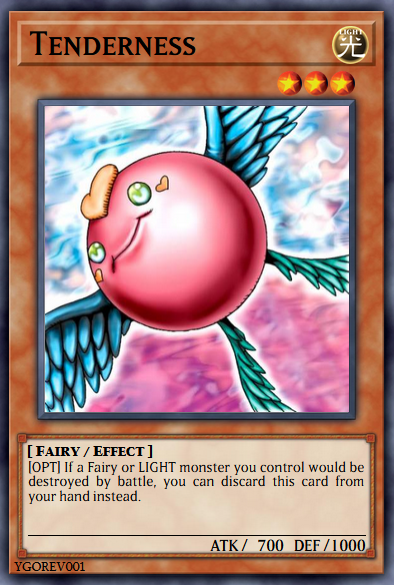 TENDERNESS
LIGHT
光
[ FAIRY / EFFECT ]
[OPT] If a Fairy or LIGHT monster you control would be
destroyed by battle, you can discard this card from
your hand instead.
ATK / 700 DEF /1000
YGOREV001